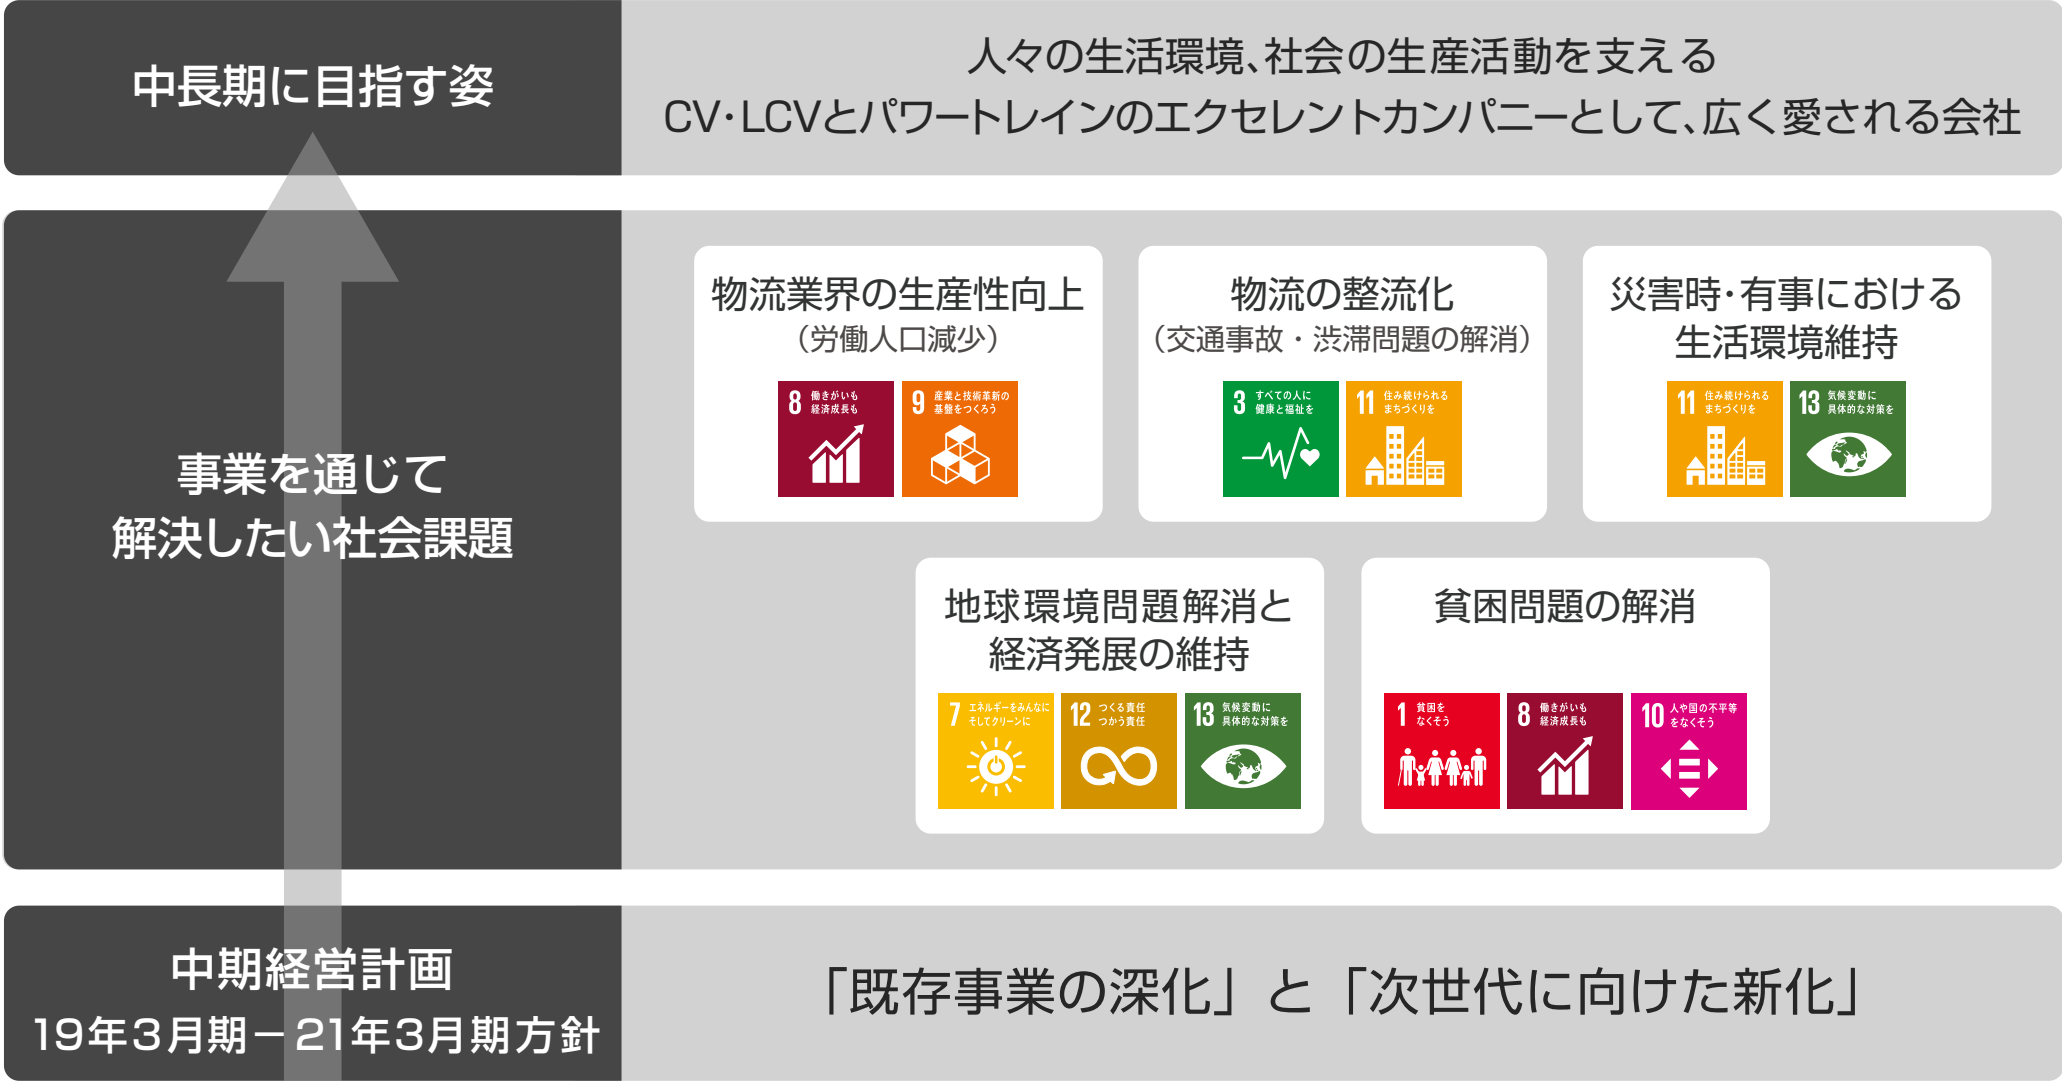 中長期に目指す姿
人々の生活環境、社会の生産活動を支える
CV・LCVとパワートレインのエクセレントカンパニーとして、広く愛される会社
事業を通じて
解決したい社会課題
物流業界の生産性向上
（労働人口減少）
8 働きがいも
経済成長も
9 産業と技術革新の
基盤をつくろう
物流の整流化
（交通事故・渋滞問題の解消）
3 すべての人に
健康と福祉を
11 住み続けられる
まちづくりを
災害時・有事における
生活環境維持
11 住み続けられる
まちづくりを
13 気候変動に
具体的な対策を
地球環境問題解消と
経済発展の維持
7 エネルギーをみんなに
そしてクリーンに
12 つくる責任
つかう責任
13 気候変動に
具体的な対策を
貧困問題の解消
1 貧困を
なくそう
8 働きがいも
経済成長も
10 人や国の不平等
をなくそう
中期経営計画
19年3月期－21年3月期方針
「既存事業の深化」と「次世代に向けた新化」